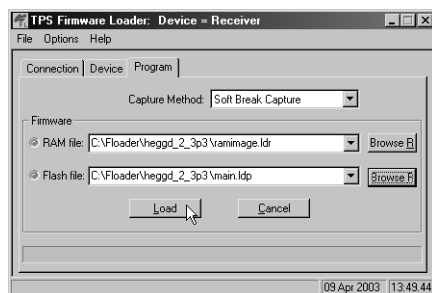 TPS Firmware Loader: Device = Receiver
File Options Help
Connection Device Program
Capture Method: Soft Break Capture
Firmware
RAM file: C:\Floader\heggd_2_3p3\ramimage.ldr Browse R
Flash file: C:\Floader\heggd_2_3p3\main.ldp Browse F
Load Cancel
09 Apr 2003 13:49.44